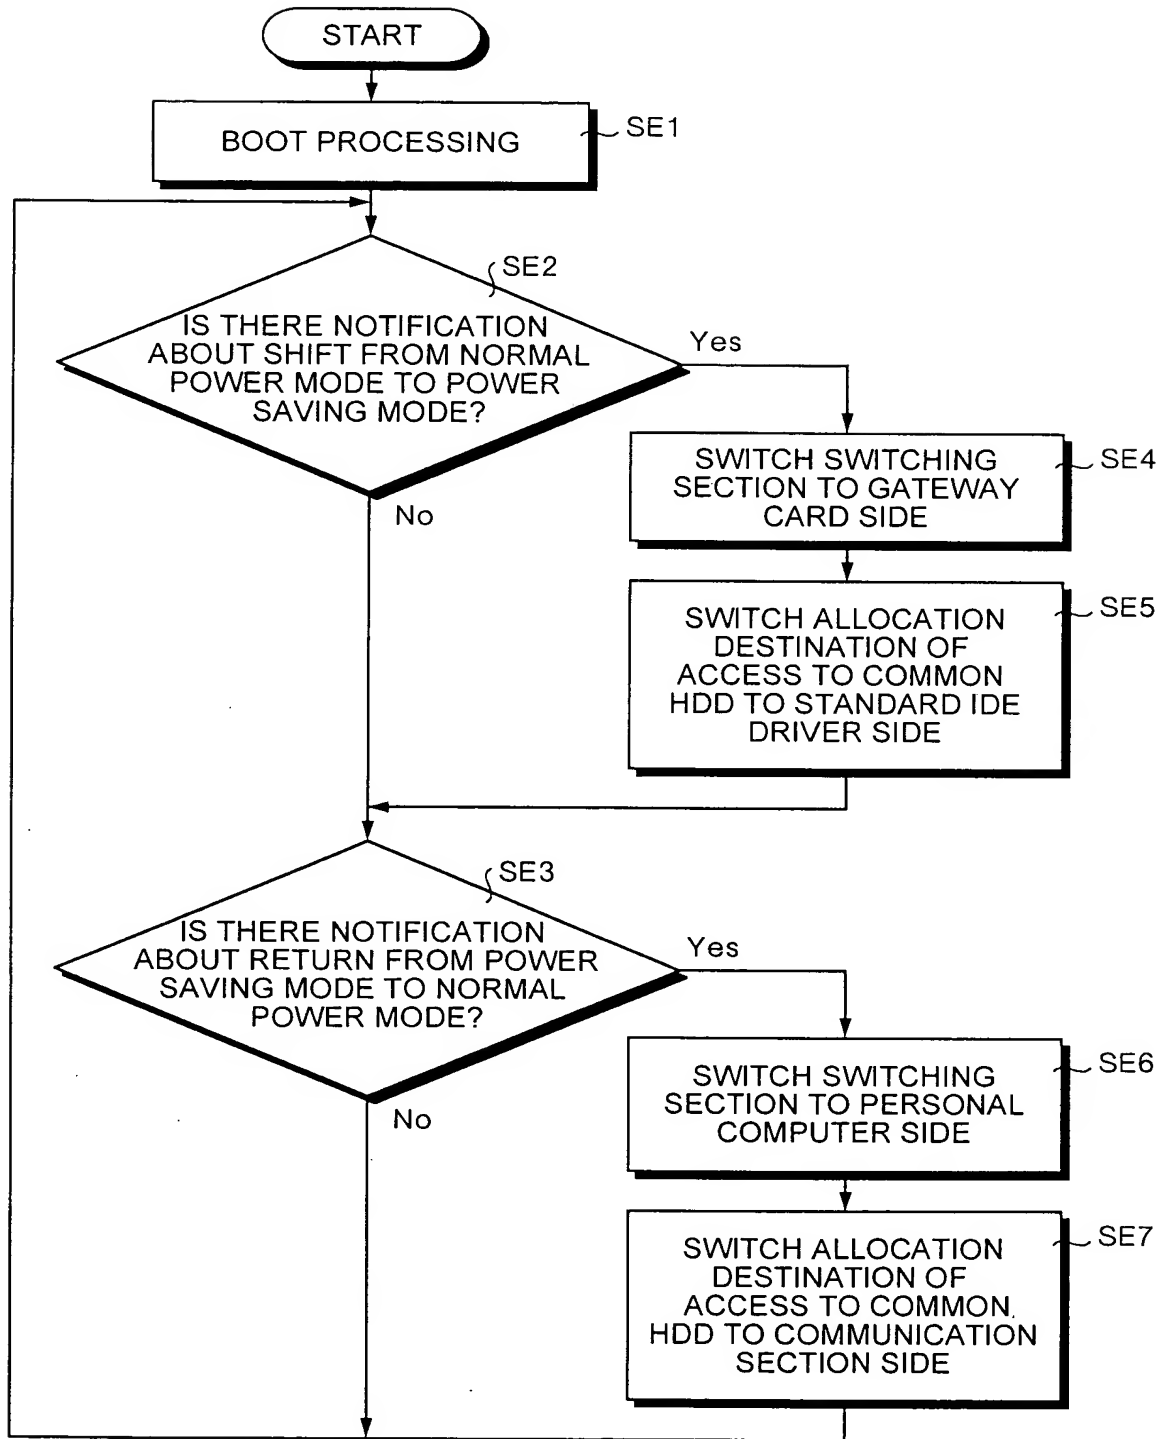 START
BOOT PROCESSING
SE1
SE2
IS THERE NOTIFICATION
ABOUT SHIFT FROM NORMAL
POWER MODE TO POWER
SAVING MODE?
Yes
No
SWITCH SWITCHING
SECTION TO GATEWAY
CARD SIDE
SE4
SWITCH ALLOCATION
DESTINATION OF
ACCESS TO COMMON
HDD TO STANDARD IDE
DRIVER SIDE
SE5
SE3
IS THERE NOTIFICATION
ABOUT RETURN FROM POWER
SAVING MODE TO NORMAL
POWER MODE?
Yes
No
SWITCH SWITCHING
SECTION TO PERSONAL
COMPUTER SIDE
SE6
SWITCH ALLOCATION
DESTINATION OF
ACCESS TO COMMON
HDD TO COMMUNICATION
SECTION SIDE
SE7